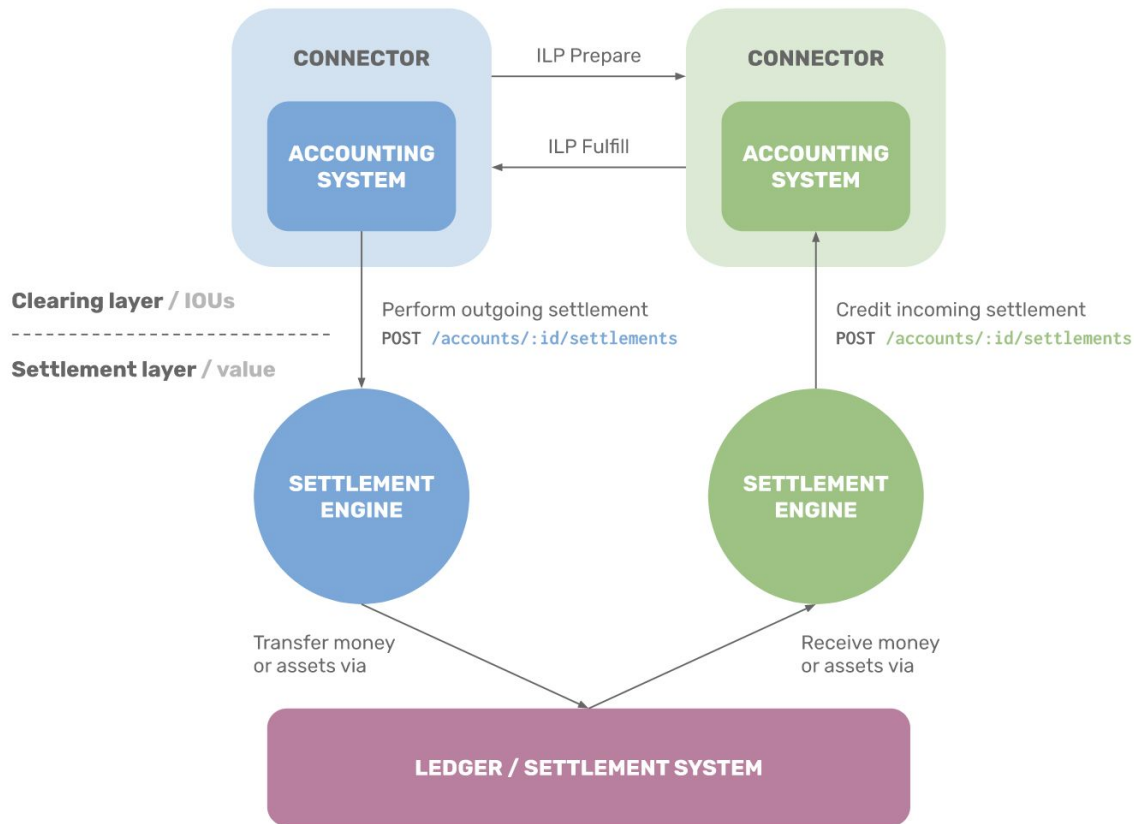 CONNECTOR
ILP Prepare
CONNECTOR
ACCOUNTING
SYSTEM
ILP Fulfill
ACCOUNTING
SYSTEM
Clearing layer / IOUs
Settlement layer / value
Perform outgoing settlement
POST /accounts/:id/settlements
Credit incoming settlement
POST /accounts/:id/settlements
SETTLEMENT
ENGINE
SETTLEMENT
ENGINE
Transfer money
or assets via
Receive money
or assets via
LEDGER / SETTLEMENT SYSTEM